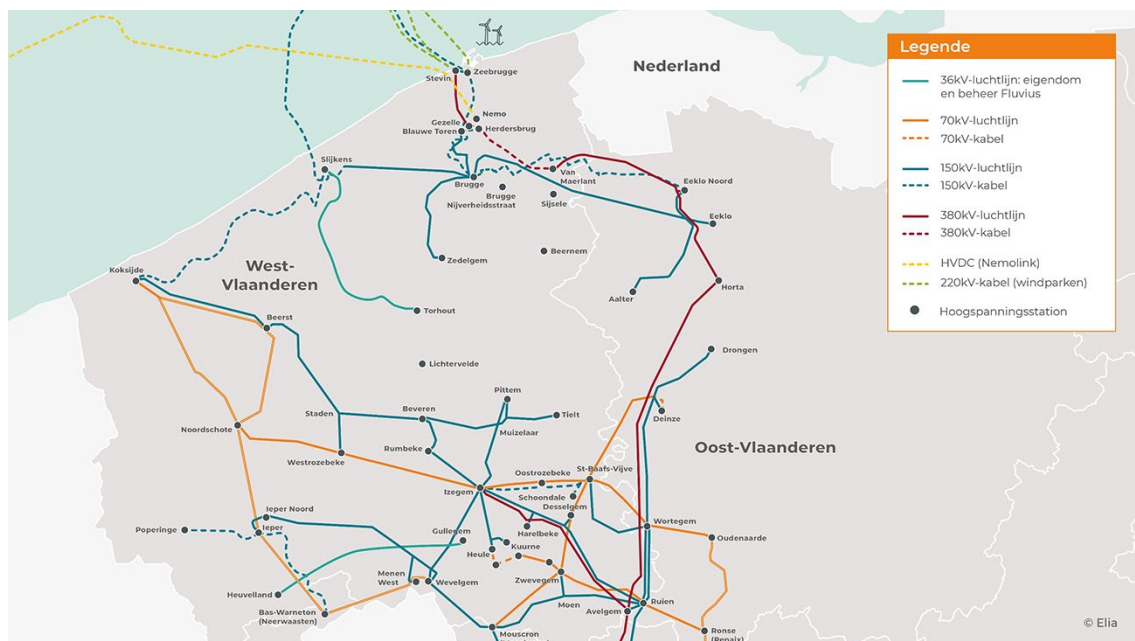 Nederland
Stevin
Zeebrugge
Nemo
Gezelle
Herdersbrug
Blauwe Toren
Slijkens
Brugge
Brugge
Nijverheidsstraat
Van
Maerlant
Sijsele
Eeklo Noord
Eeklo
Beernem
Zedelgem
Koksijde
West-
Vlaanderen
Aalter
Horta
Beerst
Torhout
Drongen
Lichtervelde
Pittem
Staden
Beveren
Tielt
Deinze
Muizelaar
Noordschote
Rumbeke
Westrozebeke
Oost-Vlaanderen
Oostrozebeke
St-Baafs-Vijve
Izegem
Schoondale
Desselgem
Ieper Noord
Poperinge
Ieper
Gullegem
Harelbeke
Wortegem
Oudenaarde
Heule
Kuurne
Menen
West
Wevelgem
Zwevegem
Heuvelland
Moen
Ruien
Avelgem
Bas-Warneton
(Neerwaasten)
Mouscron
Ronse
(Renaix)
Legende
36kV-luchtlijn: eigendom
en beheer Fluvius
70kV-luchtlijn
70kV-kabel
150kV-luchtlijn
150kV-kabel
380kV-luchtlijn
380kV-kabel
HVDC (Nemolink)
220kV-kabel (windparken)
Hoogspanningsstation
© Elia